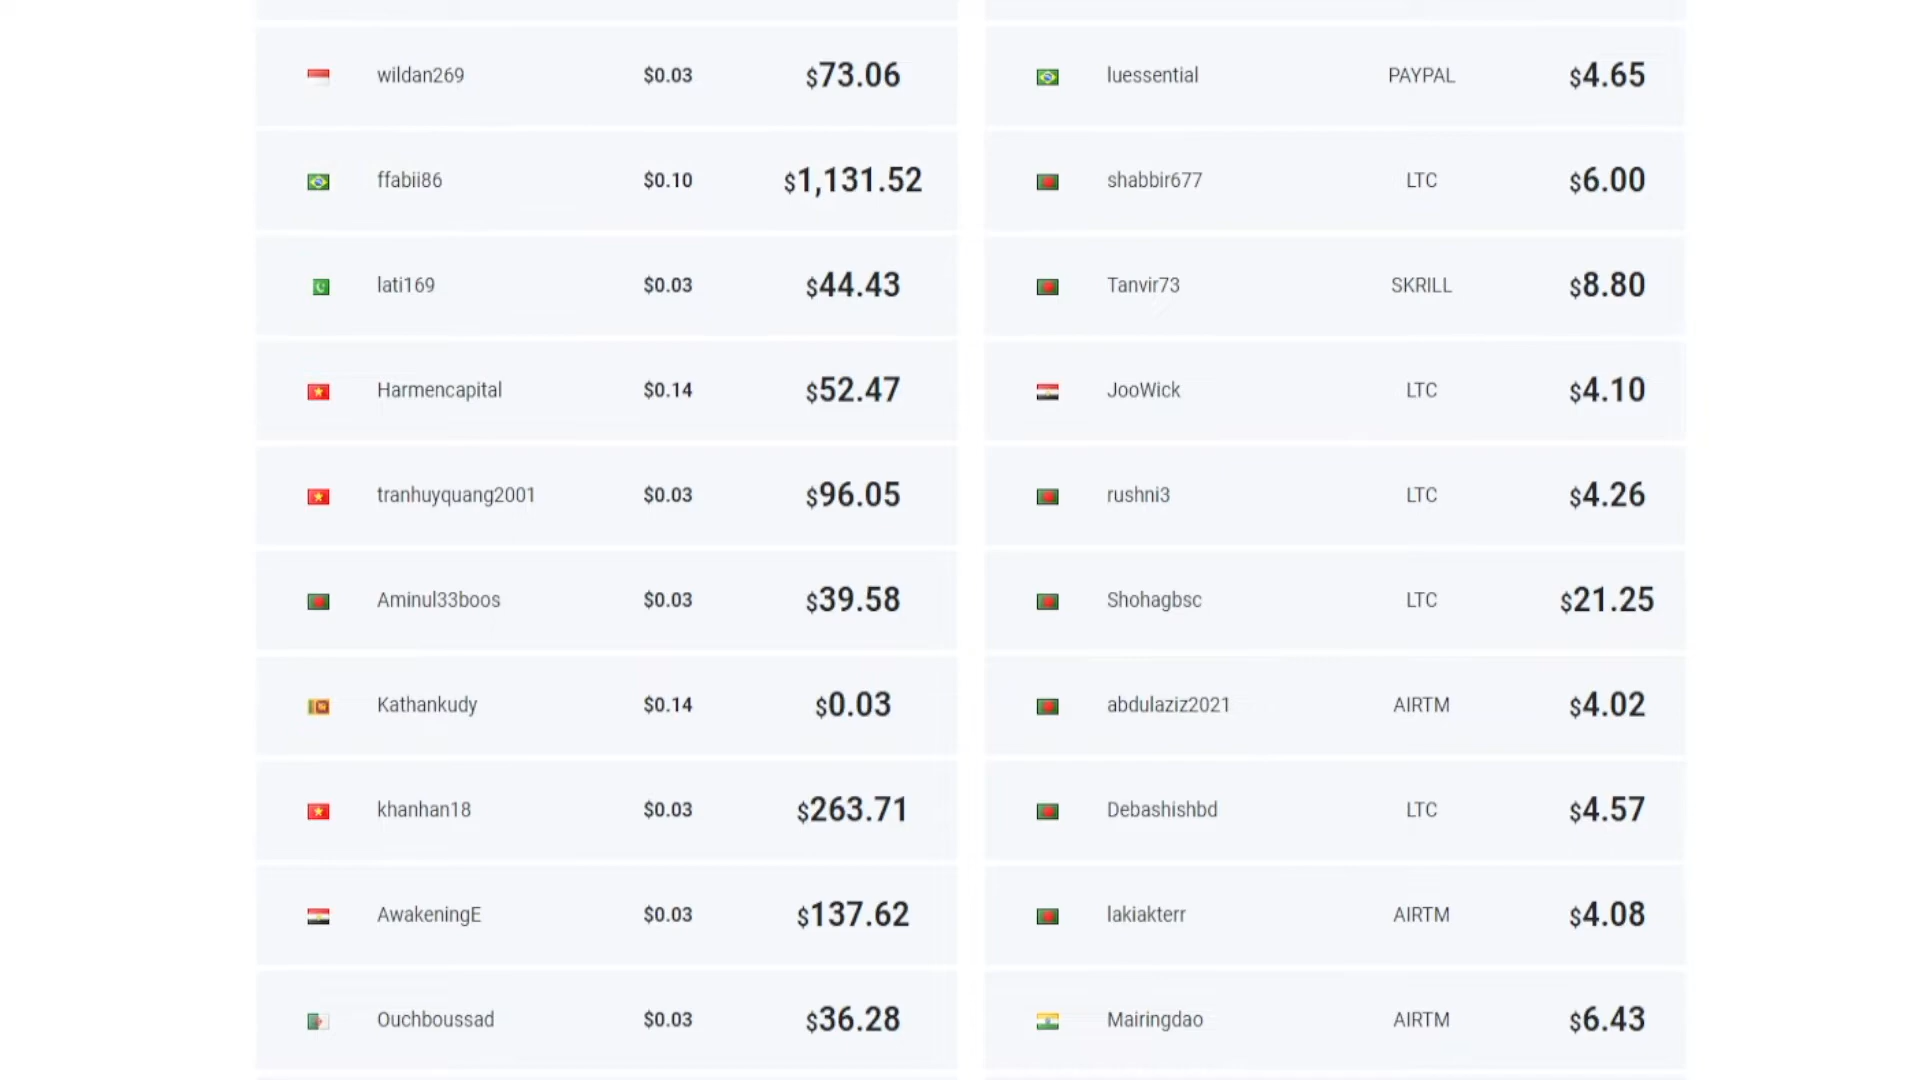 wildan269 $0.03 $73.06
ffabii86 $0.10 $1,131.52
lati169 $0.03 $44.43
Harmencapital $0.14 $52.47
tranhuyquang2001 $0.03 $96.05
Aminul33boos $0.03 $39.58
Kathankudy $0.14 $0.03
khanhan18 $0.03 $263.71
AwakeningE $0.03 $137.62
Ouchboussad $0.03 $36.28
luessential PAYPAL $4.65
shabbir677 LTC $6.00
Tanvir73 SKRILL $8.80
JooWick LTC $4.10
rushni3 LTC $4.26
Shohagbsc LTC $21.25
abdulaziz2021 AIRTM $4.02
Debashishbd LTC $4.57
lakiakterr AIRTM $4.08
Mairingdao AIRTM $6.43